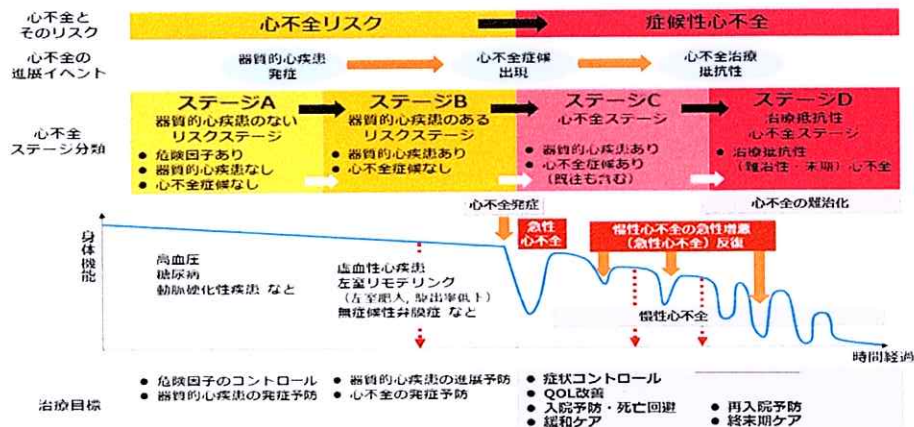 心不全と
そのリスク
心不全リスク
症候性心不全
心不全の
進展イベント
器質的心疾患
発症
心不全症候
出現
心不全治療
抵抗性
心不全
ステージ分類
ステージA
器質的心疾患のない
リスクステージ
● 危険因子あり
● 器質的心疾患なし
● 心不全症候なし
ステージB
器質的心疾患のある
リスクステージ
● 器質的心疾患あり
● 心不全症候なし
ステージC
心不全ステージ
● 器質的心疾患あり
● 心不全症候あり
(既往も含む)
ステージD
治療抵抗性
心不全ステージ
● 治療抵抗性
(難治性・末期)心不全
心不全発症
心不全の難治化
身体機能
急性
心不全
慢性心不全の急性増悪
(急性心不全)反復
高血圧
糖尿病
動脈硬化性疾患 など
虚血性心疾患
左室リモデリング
(左室肥大,駆出率低下)
無症候性弁膜症 など
慢性心不全
時間経過
治療目標
● 危険因子のコントロール
● 器質的心疾患の発症予防
● 器質的心疾患の進展予防
● 心不全の発症予防
● 症状コントロール
● QOL改善
● 入院予防・死亡回避
● 緩和ケア
● 再入院予防
● 終末期ケア